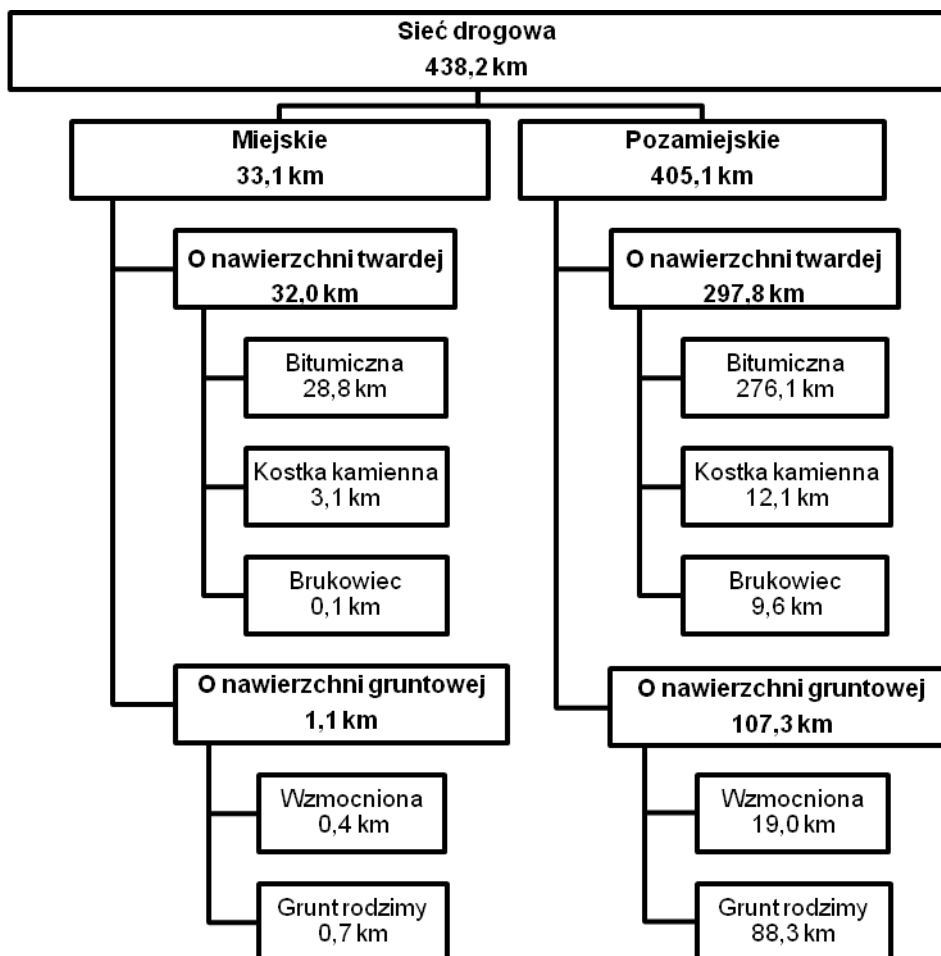 Sieć drogowa
438,2 km
Miejskie
33,1 km
O nawierzchni twardej
32,0 km
Bitumiczna
28,8 km
Kostka kamienna
3,1 km
Brukowiec
0,1 km
O nawierzchni gruntowej
1,1 km
Wzmocniona
0,4 km
Grunt rodzimy
0,7 km
Pozamiejskie
405,1 km
O nawierzchni twardej
297,8 km
Bitumiczna
276,1 km
Kostka kamienna
12,1 km
Brukowiec
9,6 km
O nawierzchni gruntowej
107,3 km
Wzmocniona
19,0 km
Grunt rodzimy
88,3 km